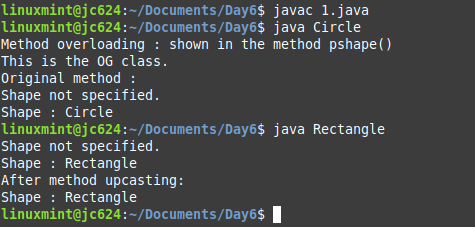 linuxmint@jc624:~/Documents/Day6$ javac 1.java
linuxmint@jc624:~/Documents/Day6$ java Circle
Method overloading : shown in the method pshape()
This is the OG class.
Original method :
Shape not specified.
Shape : Circle
linuxmint@jc624:~/Documents/Day6$ java Rectangle
Shape not specified.
Shape : Rectangle
After method upcasting:
Shape : Rectangle
linuxmint@jc624:~/Documents/Day6$